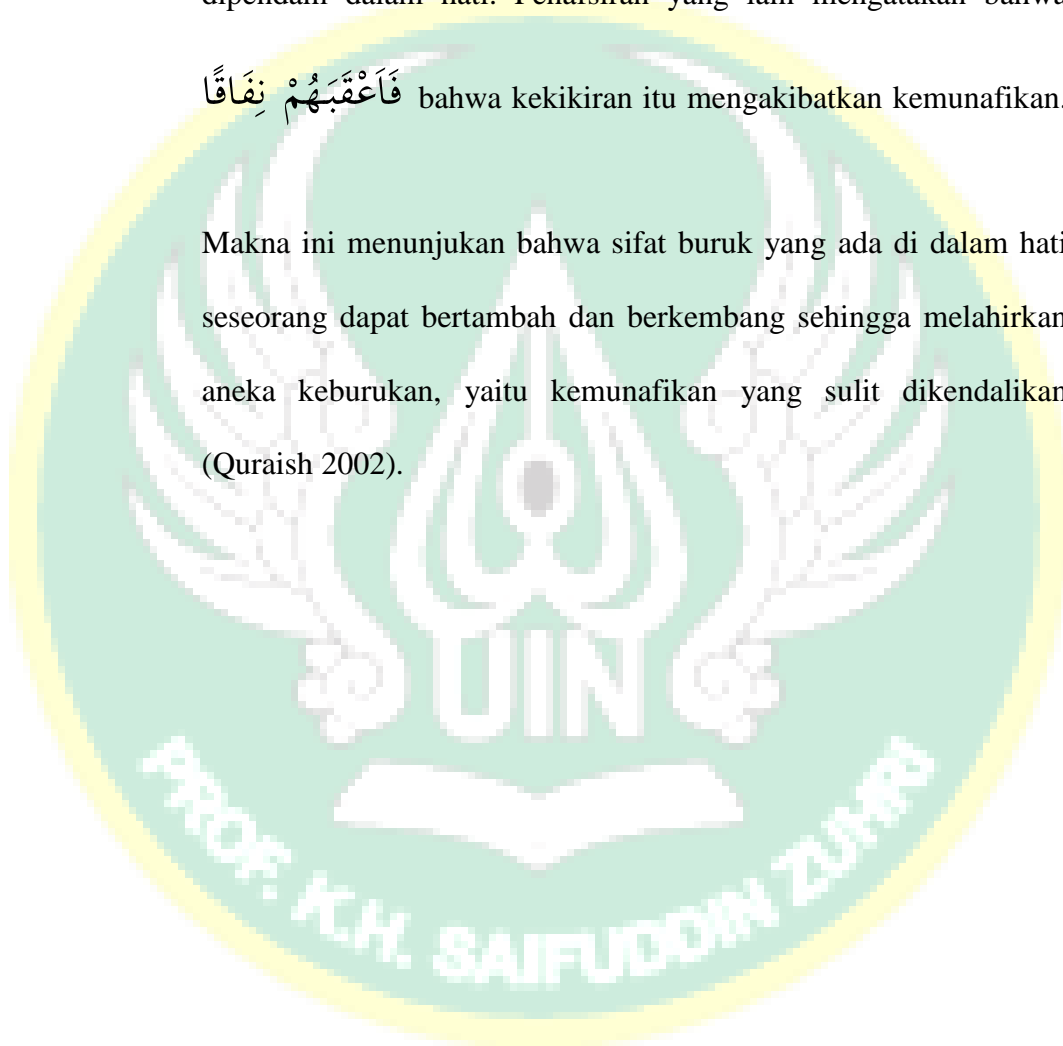 dipendam dalam hati. Penafsiran yang lain mengatakan bahwa
فَاَعْقَبَهُمْ نِفَاقًا bahwa kekikiran itu mengakibatkan kemunafikan.
Makna ini menunjukan bahwa sifat buruk yang ada di dalam hati
seseorang dapat bertambah dan berkembang sehingga melahirkan
aneka keburukan, yaitu kemunafikan yang sulit dikendalikan
(Quraish 2002).
UIN
PROF. K.H. SAIFUDDIN ZUHRI